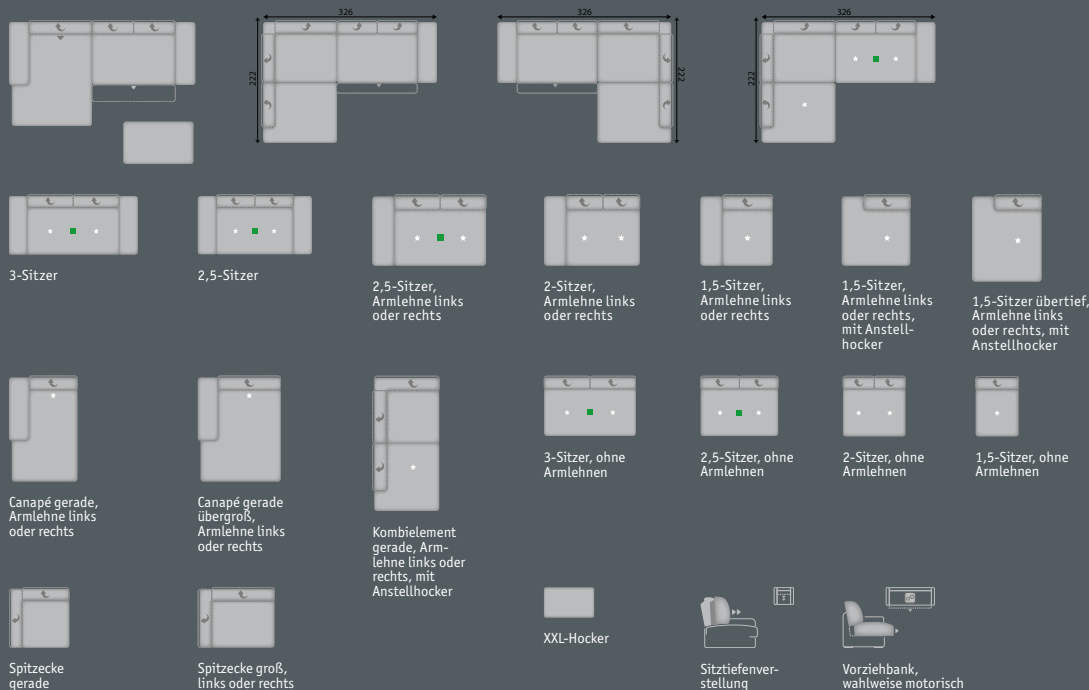 326
326
326
222
222
222
3-Sitzer
2,5-Sitzer
2,5-Sitzer,
Armlehne links
oder rechts
2-Sitzer,
Armlehne links
oder rechts
1,5-Sitzer,
Armlehne links
oder rechts
1,5-Sitzer,
Armlehne links
oder rechts,
mit Anstell-
hocker
1,5-Sitzer übertief,
Armlehne links
oder rechts, mit
Anstellhocker
Canapé gerade,
Armlehne links
oder rechts
Canapé gerade
übergroß,
Armlehne links
oder rechts
Kombielement
gerade, Arm-
lehne links oder
rechts, mit
Anstellhocker
3-Sitzer, ohne
Armlehnen
2,5-Sitzer, ohne
Armlehnen
2-Sitzer, ohne
Armlehnen
1,5-Sitzer, ohne
Armlehnen
Spitzecke
gerade
Spitzecke groß,
links oder rechts
XXL-Hocker
Sitztiefenver-
stellung
Vorziehbank,
wahlweise motorisch